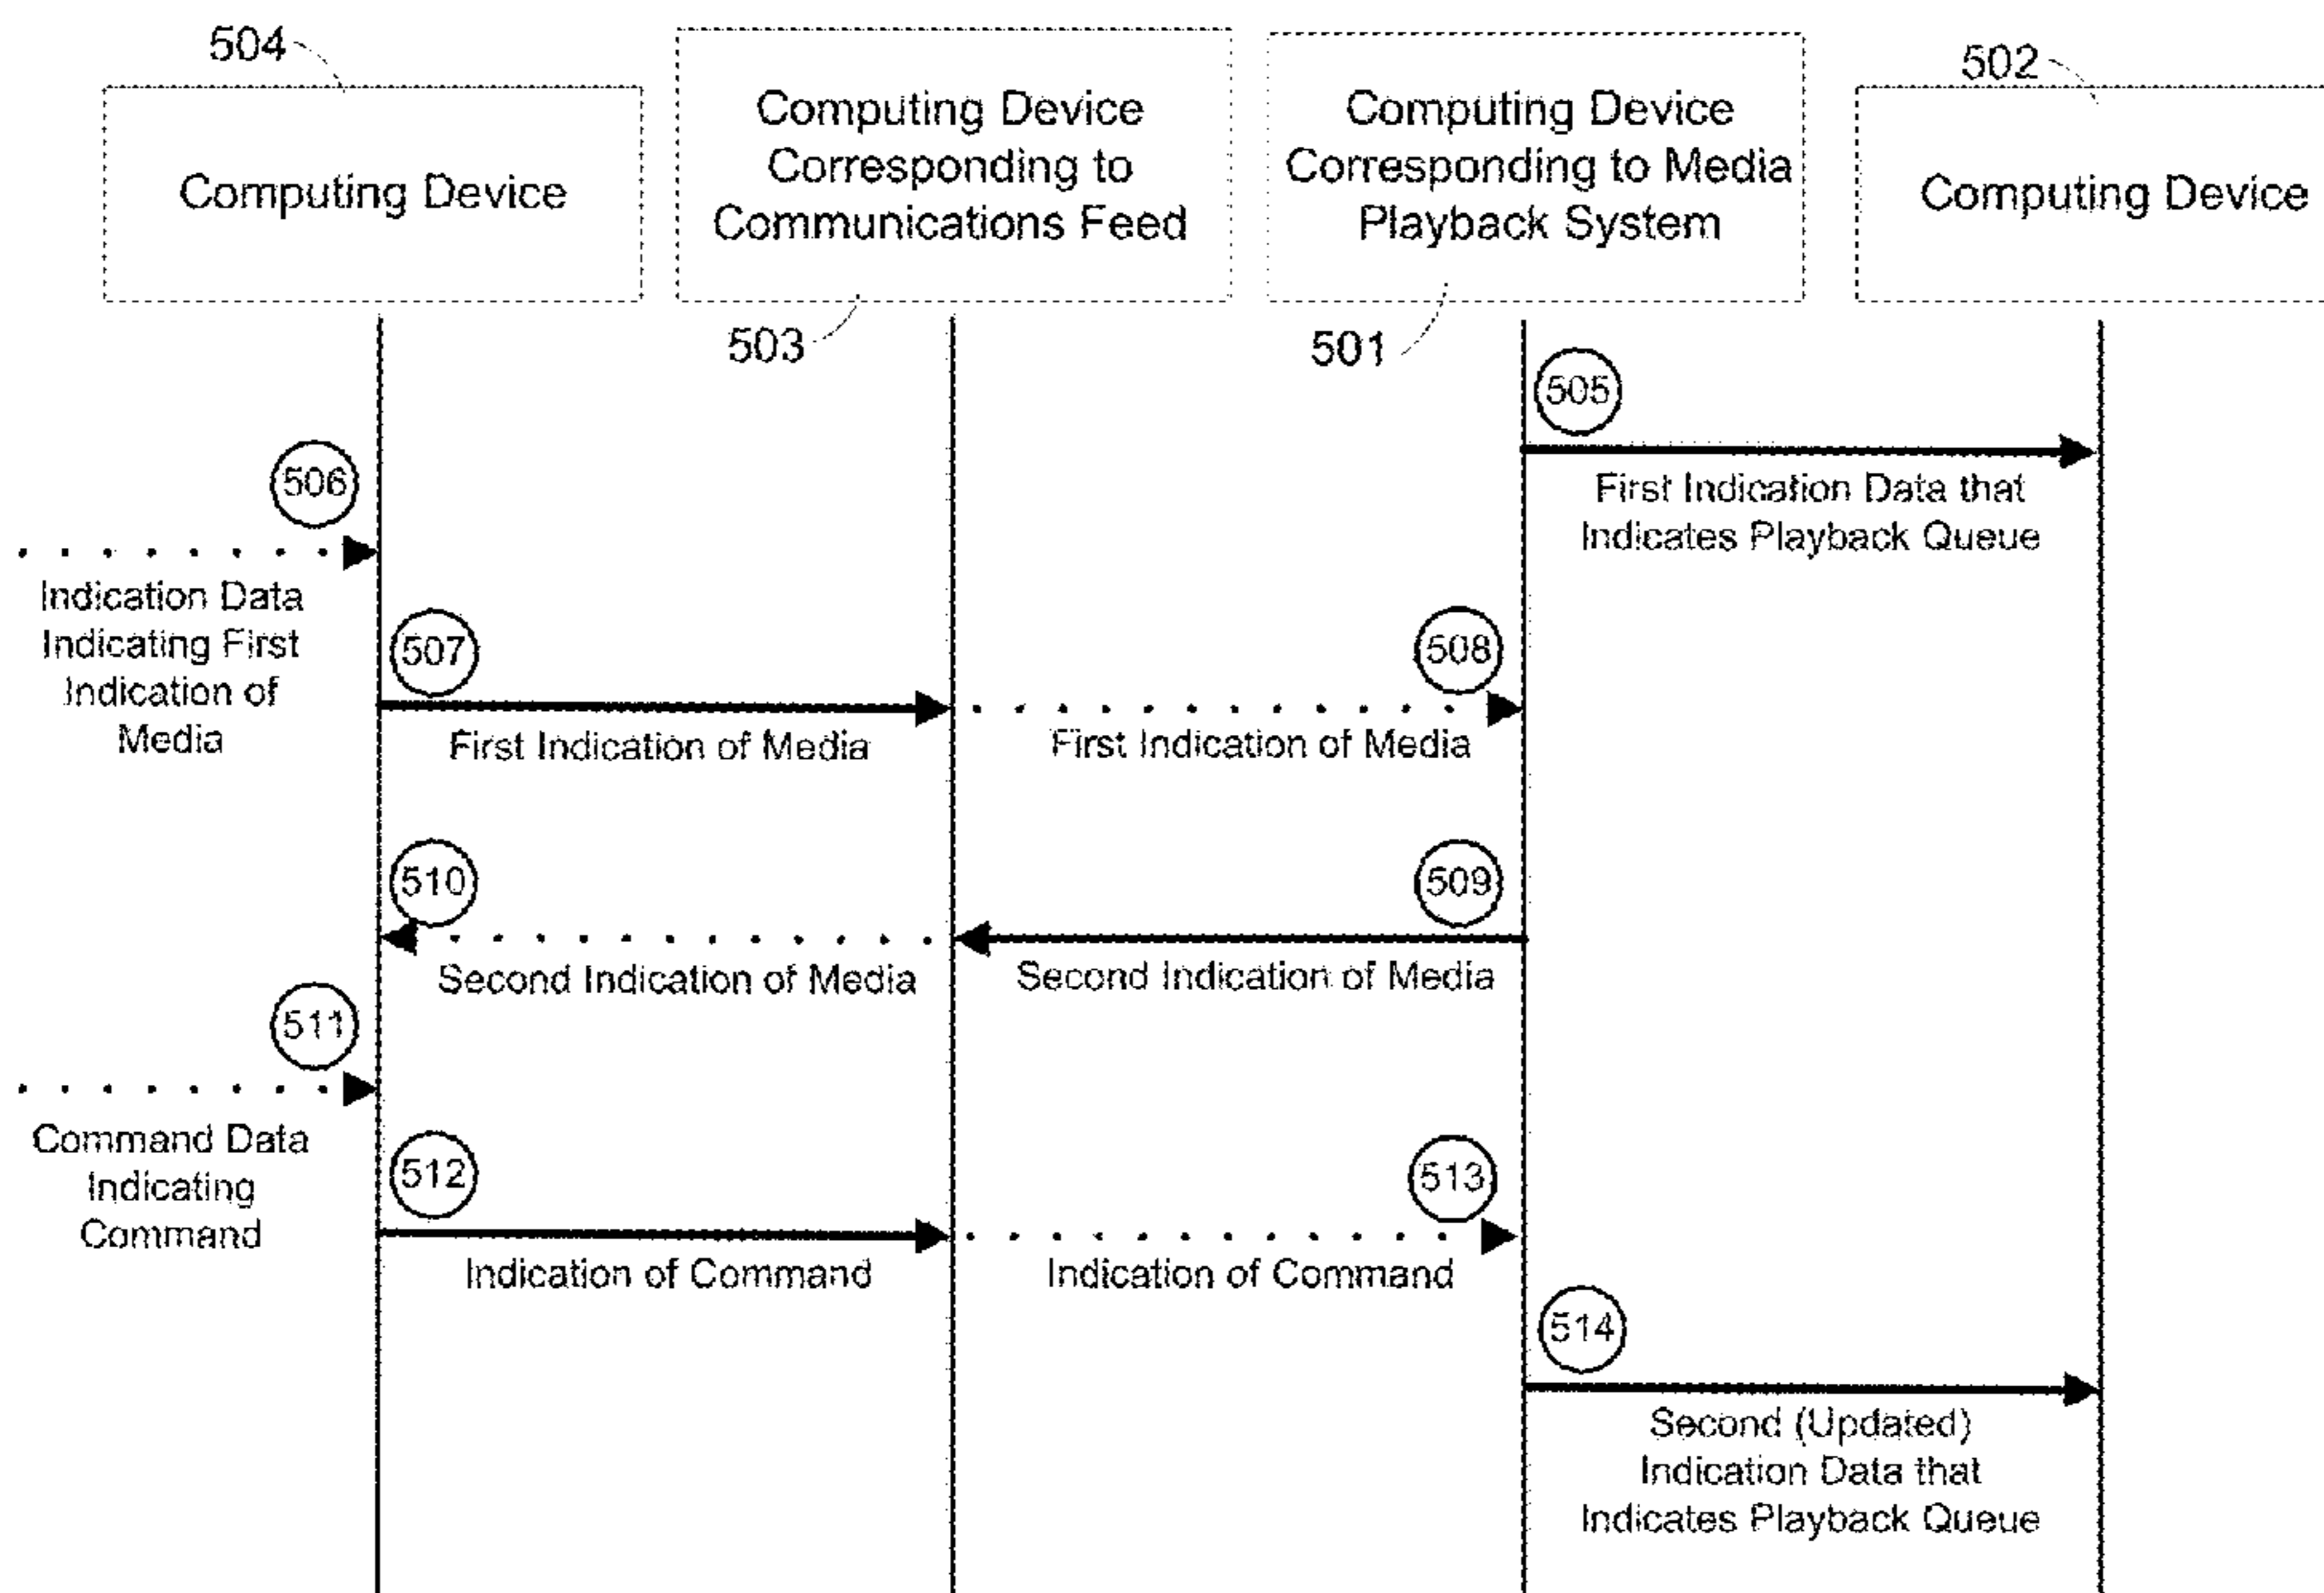 504
502
Computing Device
Computing Device
Corresponding to
Communications Feed
Computing Device
Corresponding to Media
Playback System
Computing Device
503
501
505
First Indication Data that
Indicates Playback Queue
506
Indication Data
Indicating First
Indication of
Media
507
First Indication of Media
508
First Indication of Media
510
Second Indication of Media
509
Second Indication of Media
511
Command Data
Indicating
Command
512
Indication of Command
513
Indication of Command
514
Second (Updated)
Indication Data that
Indicates Playback Queue